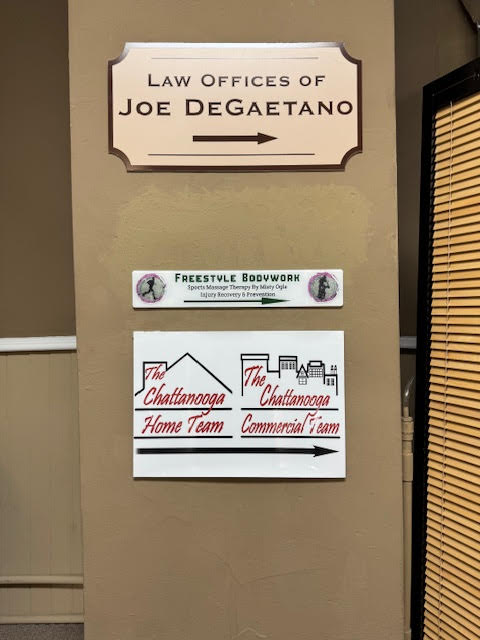 LAW OFFICES OF
JOE DEGAETANO
FREESTYLE BODYWORK
Sports Massage Therapy By Misty Ogle
Injury Recovery & Prevention
The
Chattanooga
Home Team
The
Chattanooga
Commercial Team